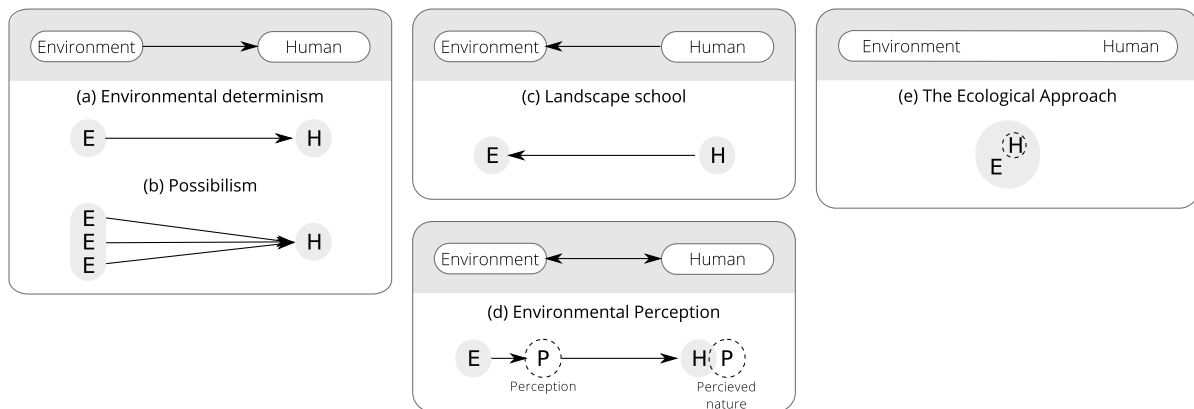 Environment Human
(a) Environmental determinism
E H
(b) Possibilism
E
E H
E
Environment Human
(c) Landscape school
E H
Environment Human
(d) Environmental Perception
E P H P
Perception Percieved
nature
Environment Human
(e) The Ecological Approach
H
E